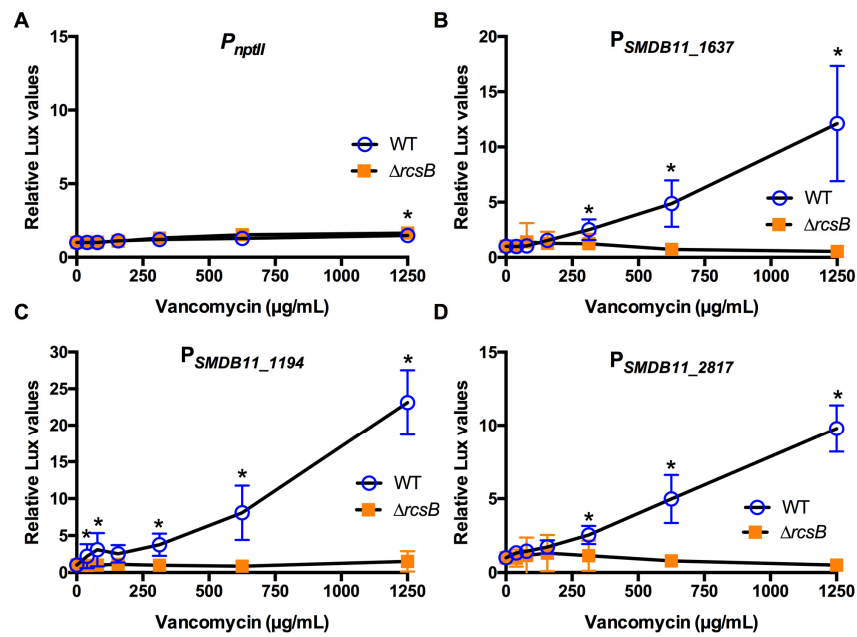 A
P nptII
15
10
5
0
Relative Lux values
WT
ΔrcsB
*
0 250 500 750 1000 1250
Vancomycin (µg/mL)
B
P SMDB11_1637
20
15
10
5
0
Relative Lux values
*
*
*
WT
ΔrcsB
0 250 500 750 1000 1250
Vancomycin (µg/mL)
C
P SMDB11_1194
30
25
20
15
10
5
0
Relative Lux values
*
*
*
*
*
WT
ΔrcsB
0 250 500 750 1000 1250
Vancomycin (µg/mL)
D
P SMDB11_2817
15
10
5
0
Relative Lux values
*
*
*
WT
ΔrcsB
0 250 500 750 1000 1250
Vancomycin (µg/mL)